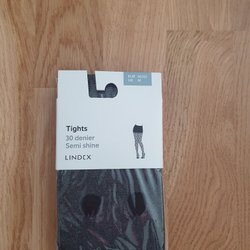 Tights
30 denier
Semi shine
LINDEX